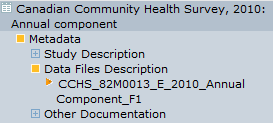 Canadian Community Health Survey, 2010:
Annual component
Metadata
Study Description
Data Files Description
CCHS_82M0013_E_2010_Annual
Component_F1
Other Documentation